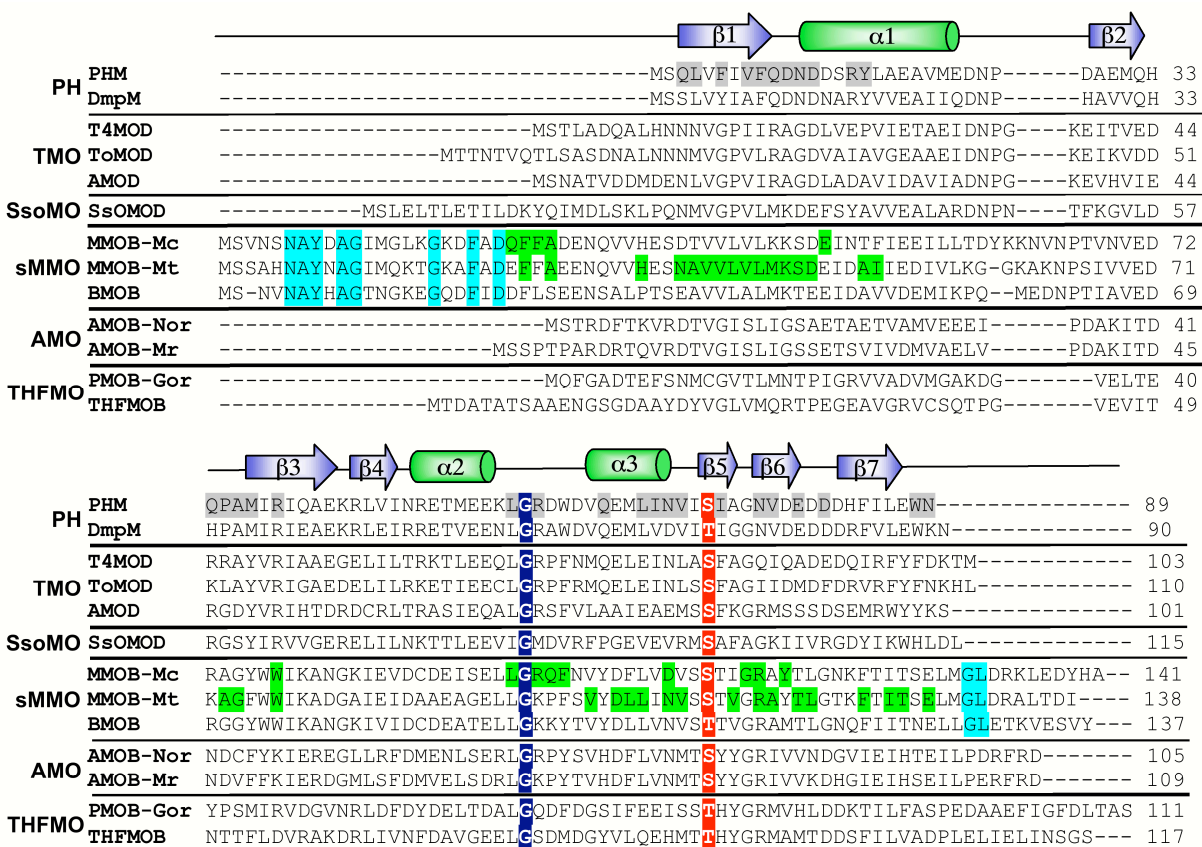 β1 α1 β2
PH
PHM ---------------------------------MSQLVFIVFQDNDDSRYLAEAVMEDNP------DAEMQH 33
DmpM ---------------------------------MSSLVYIAFQDNDNARYVVEAIIQDNP------HAVVQH 33
TMO
T4MOD ------------------------MSTLADQALHNNNVGPIIRAGDLVEPVIETAEIDNPG----KEITVED 44
ToMOD -----------------MTTNTVQTLSASDNALNNNMVGPVLRAGDVAIAVGEAAEIDNPG----KEIKVDD 51
AMOD ------------------------MSNATVDDMDENLVGPVIRAGDLADAVIDAVIADNPG----KEVHVIE 44
SsoMO
SsOMOD -----------MSLELTLETILDKYQIMDLSKLPQNMVGPVLMKDEFSYAVVEALARDNPN----TFKGVLD 57
sMMO
MMOB-Mc MSVNSNAYDAGIMGLKGKDFADQFFADENQVVHESDTVVLVLKKSDEINTFIEEILLTDYKKNVNPTVNVED 72
MMOB-Mt MSSAHNAYNAGIMQKTGKAFADEFFAEENQVVHESNAVVLVLMKSDEIDAIIEDIVLKG-GKAKNPSIVVED 71
BMOB MS-NVNAYHAGTNGKEGQDFIDDFLSEENSALPTSEAVVLALMKTEEIDAVVDEMIKPQ--MEDNPTIAVED 69
AMO
AMOB-Nor -------------------------MSTRDFTKVRDTVGISLIGSAETAETVAMVEEEI------PDAKITD 41
AMOB-Mr ---------------------MSSPTPARDRTQVRDTVGISLIGSSETSVIVDMVAELV------PDAKITD 45
THFMO
PMOB-Gor -------------------------MQFGADTEFSNMCGVTLMNTPIGRVVADVMGAKDG-------VELTE 40
THFMOB ----------------MTDATATSAAENGSGDAAYDYVGLVMQRTPEGEAVGRVCSQTPG-------VEVIT 49
β3 β4 α2 α3 β5 β6 β7
PH
PHM QPAMIRIQAEKRLVINRETMEEKLGRDWDVQEMLINVISIAGNVDEDDDHFILEWN--------------- 89
DmpM HPAMIRIEAEKRLEIRRETVEENLGRAWDVQEMLVDVITIGGNVDEDDDRFVLEWKN-------------- 90
TMO
T4MOD RRAYVRIAAEGELILTRKTLEEQLGRPFNMQELEINLASFAGQIQADEDQIRFYFDKTM------------ 103
ToMOD KLAYVRIGAEDELILRKETIEECLGRPFRMQELEINLSSFAGIIDMDFDRVRFYFNKHL------------ 110
AMOD RGDYVRIHTDRDCRLTRASIEQALGRSFVLAAIEAEMSSFKGRMSSSDSEMRWYYKS-------------- 101
SsoMO
SsOMOD RGSYIRVVGERELILNKTTLEEVIGMDVRFPGEVEVRMSAFAGKIIVRGDYIKWHLDL------------- 115
sMMO
MMOB-Mc RAGYWWIKANGKIEVDCDEISELLGRQFNVYDFLVDVSSTIGRAYTLGNKFTITSELMGLDRKLEDYHA-- 141
MMOB-Mt KAGFWWIKADGAIEIDAAEAGELLGKPFSVYDLLINVSSTVGRAYTLGTKFTITSELMGLDRALTDI---- 138
BMOB RGGYWWIKANGKIVIDCDEATELLGKKYTVYDLLVNVSTTVGRAMTLGNQFIITNELLGLETKVESVY--- 137
AMO
AMOB-Nor NDCFYKIEREGLLRFDMENLSERLGRPYSVHDFLVNMTSYYGRIVVNDGVIEIHTEILPDRFRD------- 105
AMOB-Mr NDVFFKIERDGMLSFDMVELSDRLGKPYTVHDFLVNMTSYYGRIVVKDHGIEIHSEILPERFRD------- 109
THFMO
PMOB-Gor YPSMIRVDGVNRLDFDYDELTDALGQDFDGSIFEEISSTHYGRMVHLDDKTILFASPEDAAEFIGFDLTAS 111
THFMOB NTTFLDVRAKDRLIVNFDAVGEELGSDMDGYVLQEHMTTHYGRMAMTDDSFILVADPLELIELINSGS--- 117